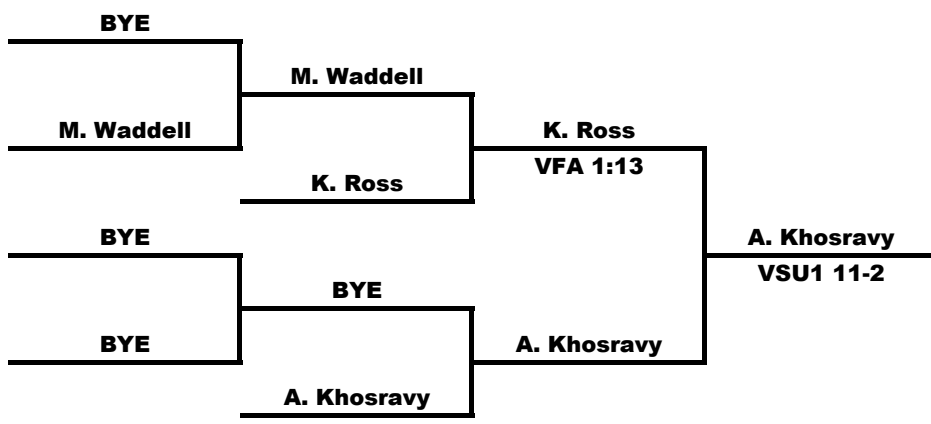 BYE
M. Waddell
M. Waddell
K. Ross
K. Ross
VFA 1:13
BYE
BYE
BYE
A. Khosravy
A. Khosravy
A. Khosravy
VSU1 11-2